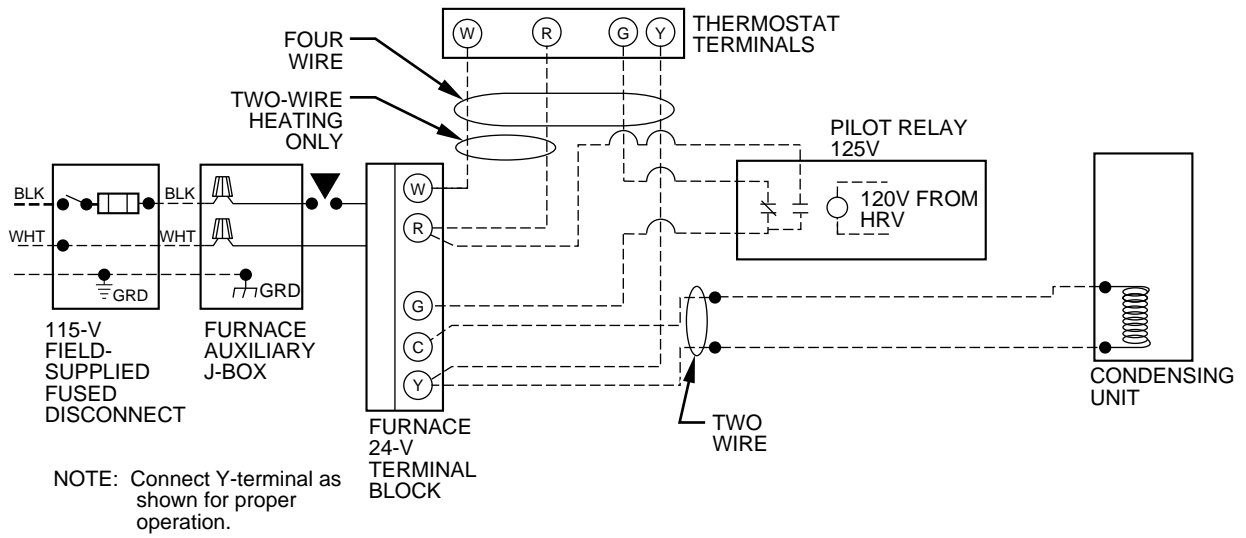 THERMOSTAT
TERMINALS
W
R
G
Y
FOUR
WIRE
TWO-WIRE
HEATING
ONLY
PILOT RELAY
125V
120V FROM
HRV
BLK
BLK
WHT
WHT
GRD
GRD
W
R
G
C
Y
115-V
FIELD-
SUPPLIED
FUSED
DISCONNECT
FURNACE
AUXILIARY
J-BOX
FURNACE
24-V
TERMINAL
BLOCK
TWO
WIRE
CONDENSING
UNIT
NOTE: Connect Y-terminal as
shown for proper
operation.